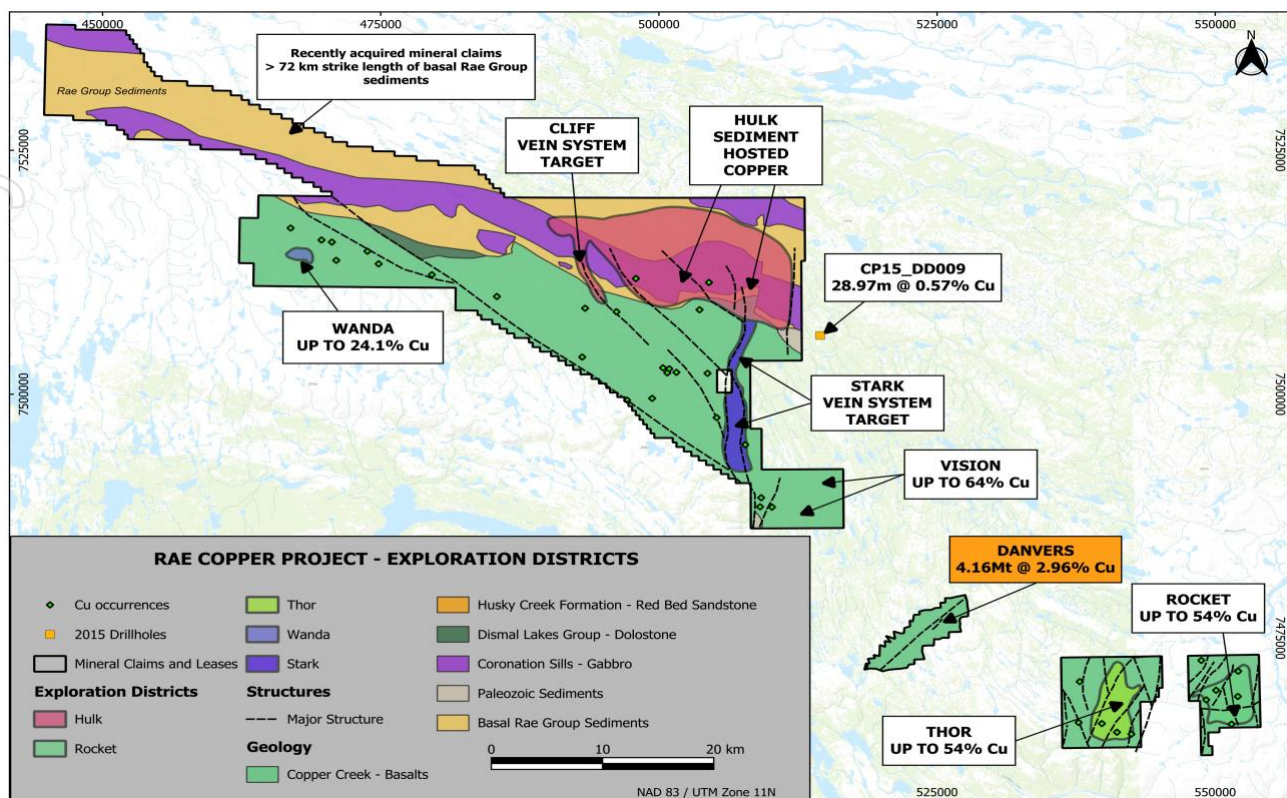 450000
475000
500000
525000
550000
N
Recently acquired mineral claims
> 72 km strike length of basal Rae Group
sediments
Rae Group Sediments
7525000
7525000
CLIFF
VEIN SYSTEM
TARGET
HULK
SEDIMENT
HOSTED
COPPER
CP15_DD009
28.97m @ 0.57% Cu
WANDA
UP TO 24.1% Cu
7500000
7500000
STARK
VEIN SYSTEM
TARGET
VISION
UP TO 64% Cu
DANVERS
4.16Mt @ 2.96% Cu
ROCKET
UP TO 54% Cu
7475000
THOR
UP TO 54% Cu
525000
550000
RAE COPPER PROJECT - EXPLORATION DISTRICTS
Cu occurrences
2015 Drillholes
Mineral Claims and Leases
Exploration Districts
Hulk
Rocket
Thor
Wanda
Stark
Structures
Major Structure
Geology
Copper Creek - Basalts
Husky Creek Formation - Red Bed Sandstone
Dismal Lakes Group - Dolostone
Coronation Sills - Gabbro
Paleozoic Sediments
Basal Rae Group Sediments
0 10 20 km
NAD 83 / UTM Zone 11N